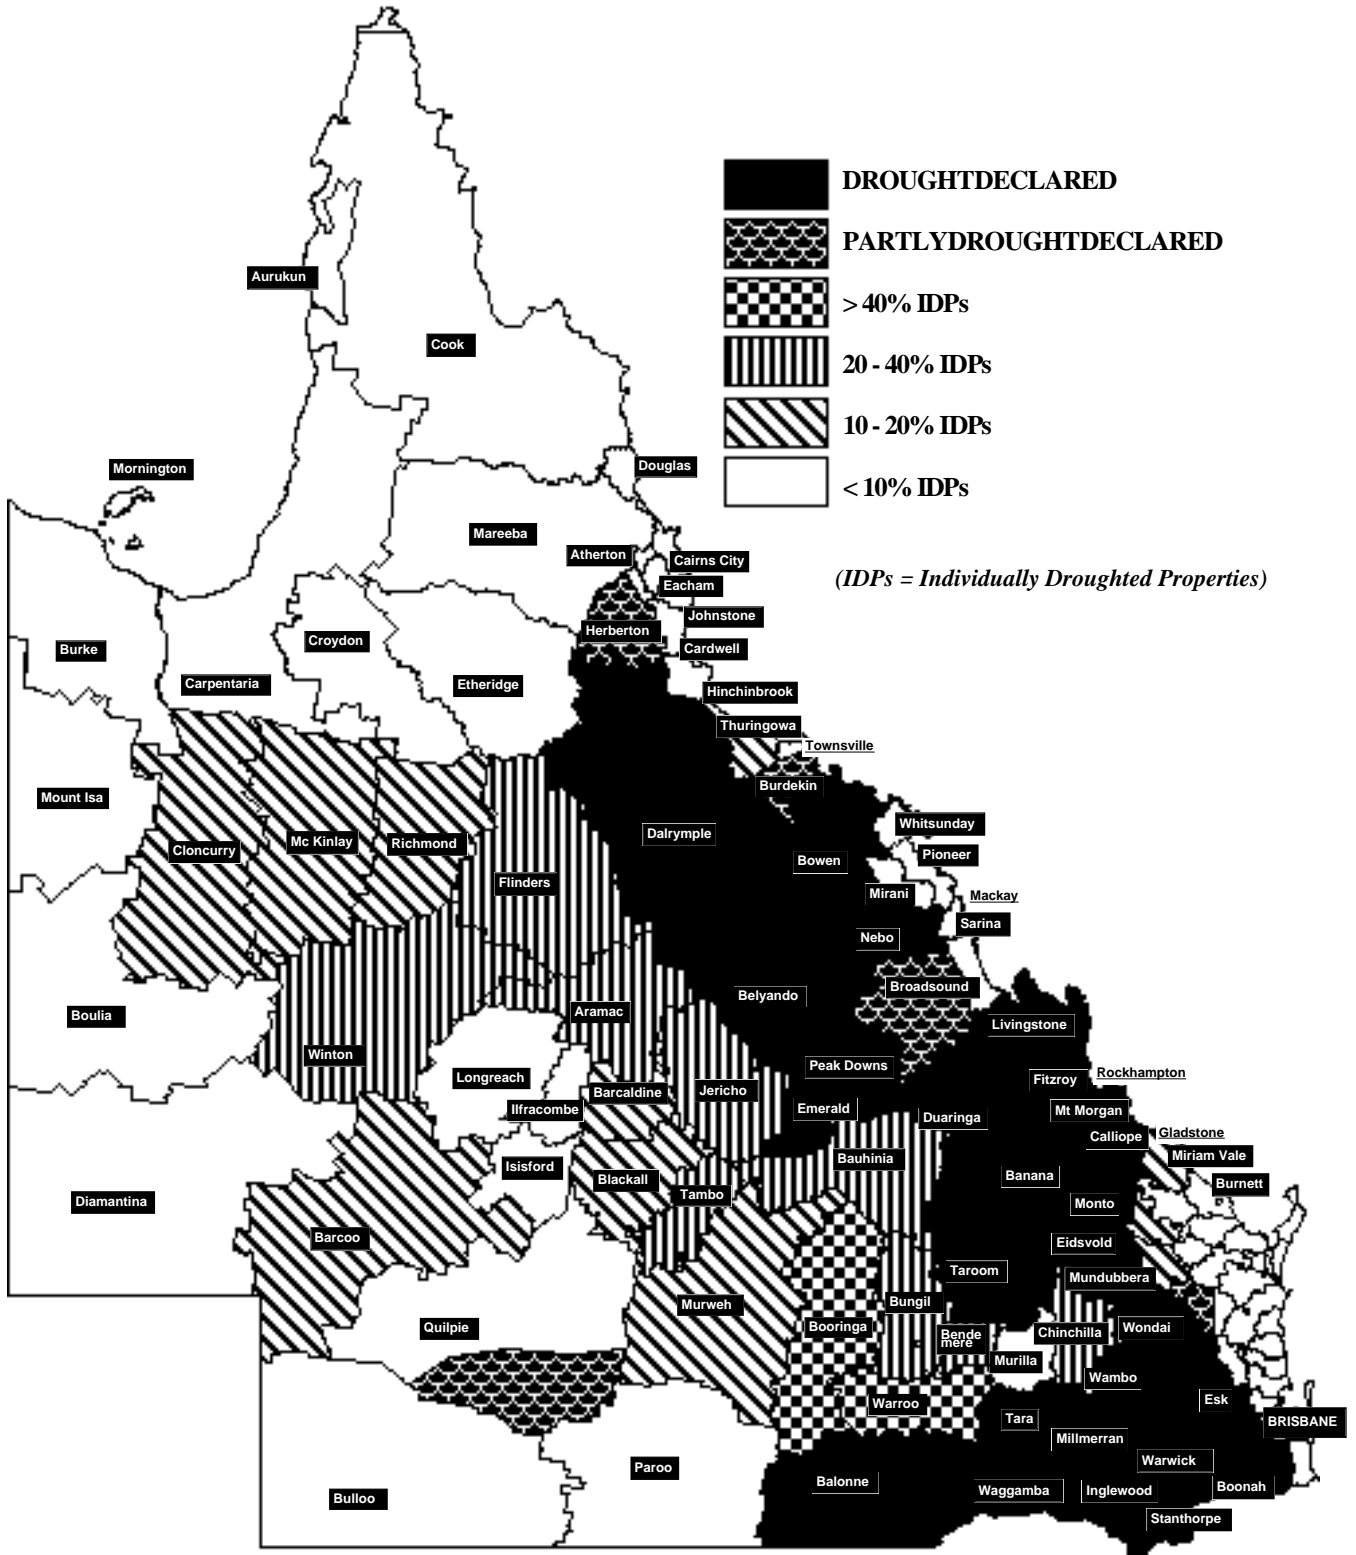 DROUGHTDECLARED
PARTLYDROUGHTDECLARED
> 40% IDPs
20 - 40% IDPs
10 - 20% IDPs
< 10% IDPs
(IDPs = Individually Droughted Properties)
Aurukun
Cook
Mornington
Douglas
Mareeba
Atherton
Cairns City
Eacham
Johnstone
Herberton
Croydon
Burke
Cardwell
Carpentaria
Etheridge
Hinchinbrook
Thuringowa
Townsville
Burdekin
Mount Isa
Whitsunday
Dalrymple
Mc Kinlay
Richmond
Cloncurry
Pioneer
Bowen
Flinders
Mirani
Mackay
Sarina
Nebo
Broadsound
Belyando
Aramac
Boulia
Livingstone
Winton
Peak Downs
Longreach
Rockhampton
Fitzroy
Jericho
Barcaldine
Ilfracombe
Emerald
Mt Morgan
Duaringa
Calliope
Gladstone
Miriam Vale
Bauhinia
Isisford
Banana
Blackall
Burnett
Tambo
Diamantina
Monto
Barcoo
Eidsvold
Taroom
Mundubbera
Murweh
Bungil
Quilpie
Booringa
Bende
mere
Chinchilla
Wondai
Murilla
Wambo
Esk
Warroo
Tara
BRISBANE
Millmerran
Warwick
Paroo
Balonne
Boonah
Waggamba
Inglewood
Bulloo
Stanthorpe